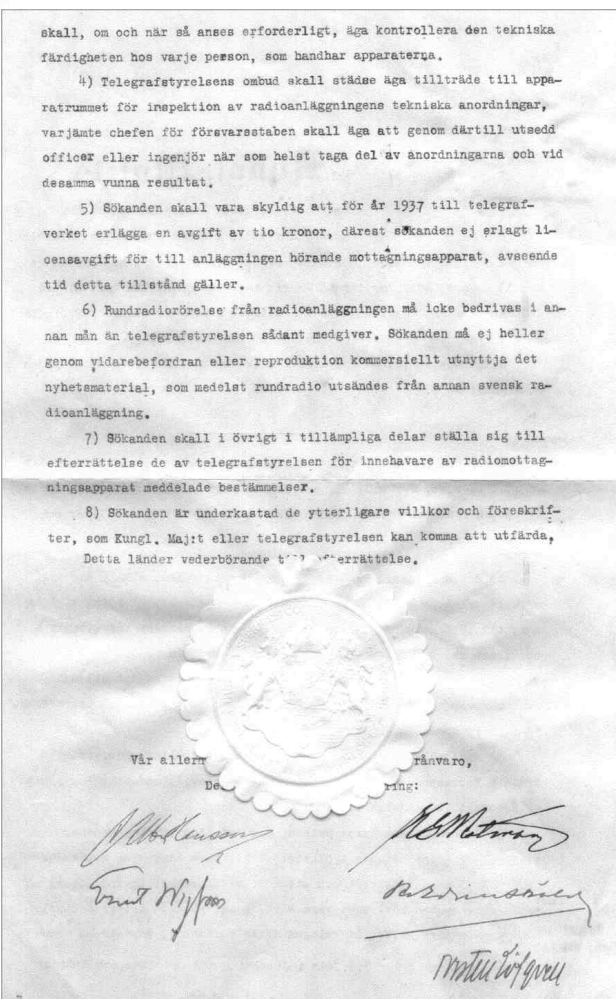 skall, om och när så anses erforderligt, äga kontrollera den tekniska
färdigheten hos varje person, som handhar apparaterna.
4) Telegrafstyrelsens ombud skall städse äga tillträde till appa-
ratrummet för inspektion av radioanläggningens tekniska anordningar,
varjämte chefen för försvarsstaben skall äga att genom därtill utsedd
officer eller ingenjör när som helst taga del av anordningarna och vid
desamma vunna resultat.
5) Sökanden skall vara skyldig att för år 1937 till telegraf-
verket erlägga en avgift av tio kronor, därest sökanden ej erlagt li-
censavgift för till anläggningen hörande mottagningsapparat, avseende
tid detta tillstånd gäller.
6) Rundradiorörelse från radioanläggningen må icke bedrivas i an-
nan mån än telegrafstyrelsen sådant medgiver. Sökanden må ej heller
genom vidarebefordran eller reproduktion kommersiellt utnyttja det
nyhetsmaterial, som medelst rundradio utsändes från annan svensk ra-
dioanläggning.
7) Sökanden skall i övrigt i tillämpliga delar ställa sig till
efterrättelse de av telegrafstyrelsen för innehavare av radiomottag-
ningsapparat meddelade bestämmelser.
8) Sökanden är underkastad de ytterligare villkor och föreskrif-
ter, som Kungl. Maj:t eller telegrafstyrelsen kan komma att utfärda.
Detta länder vederbörande till efterrättelse.
Vår allern rånvaro,
De ring:
Ernst Wigforss
Torsten Löfgren